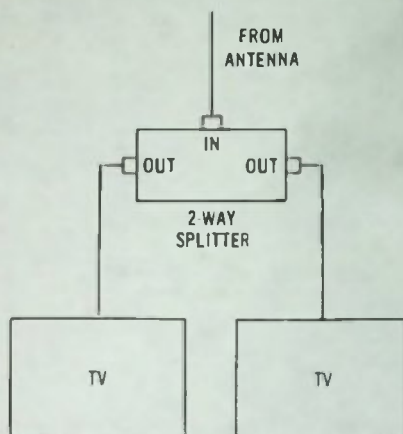 FROM
ANTENNA
IN
OUT OUT
2-WAY
SPLITTER
TV TV